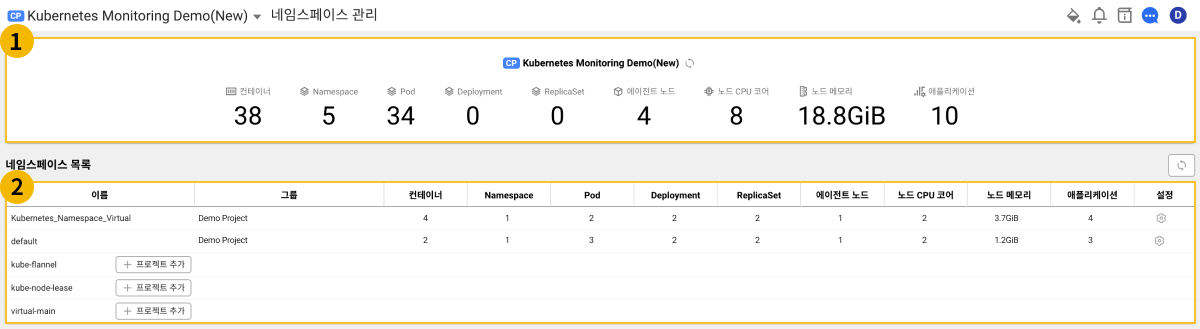 CP Kubernetes Monitoring Demo(New) 네임스페이스 관리 D
1
CP Kubernetes Monitoring Demo(New)
컨테이너 Namespace Pod Deployment ReplicaSet 에이전트 노드 노드 CPU 코어 노드 메모리 애플리케이션
38 5 34 0 0 4 8 18.8GiB 10
네임스페이스 목록
2
이름 그룹 컨테이너 Namespace Pod Deployment ReplicaSet 에이전트 노드 노드 CPU 코어 노드 메모리 애플리케이션 설정
Kubernetes_Namespace_Virtual Demo Project 4 1 2 2 2 1 2 3.7GiB 4
default Demo Project 2 1 3 2 2 1 2 1.2GiB 3
kube-flannel + 프로젝트 추가
kube-node-lease + 프로젝트 추가
virtual-main + 프로젝트 추가